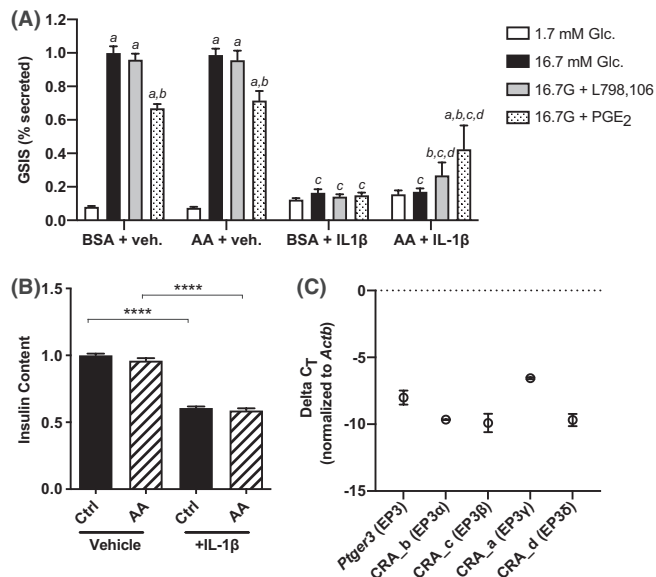 (A)
GSIS (% secreted)
1.0
0.8
0.6
0.4
0.2
0.0
a a a,b
a a a,b
c c c
c b,c,d a,b,c,d
BSA + veh. AA + veh. BSA + IL1β AA + IL-1β
1.7 mM Glc.
16.7 mM Glc.
16.7G + L798,106
16.7G + PGE2
(B)
Insulin Content
1.5
1.0
0.5
0.0
****
****
Ctrl AA Ctrl AA
Vehicle +IL-1β
(C)
Delta CT
(normalized to Actb)
0
-5
-10
-15
Ptger3 (EP3)
CRA_b (EP3α)
CRA_c (EP3β)
CRA_a (EP3γ)
CRA_d (EP3δ)